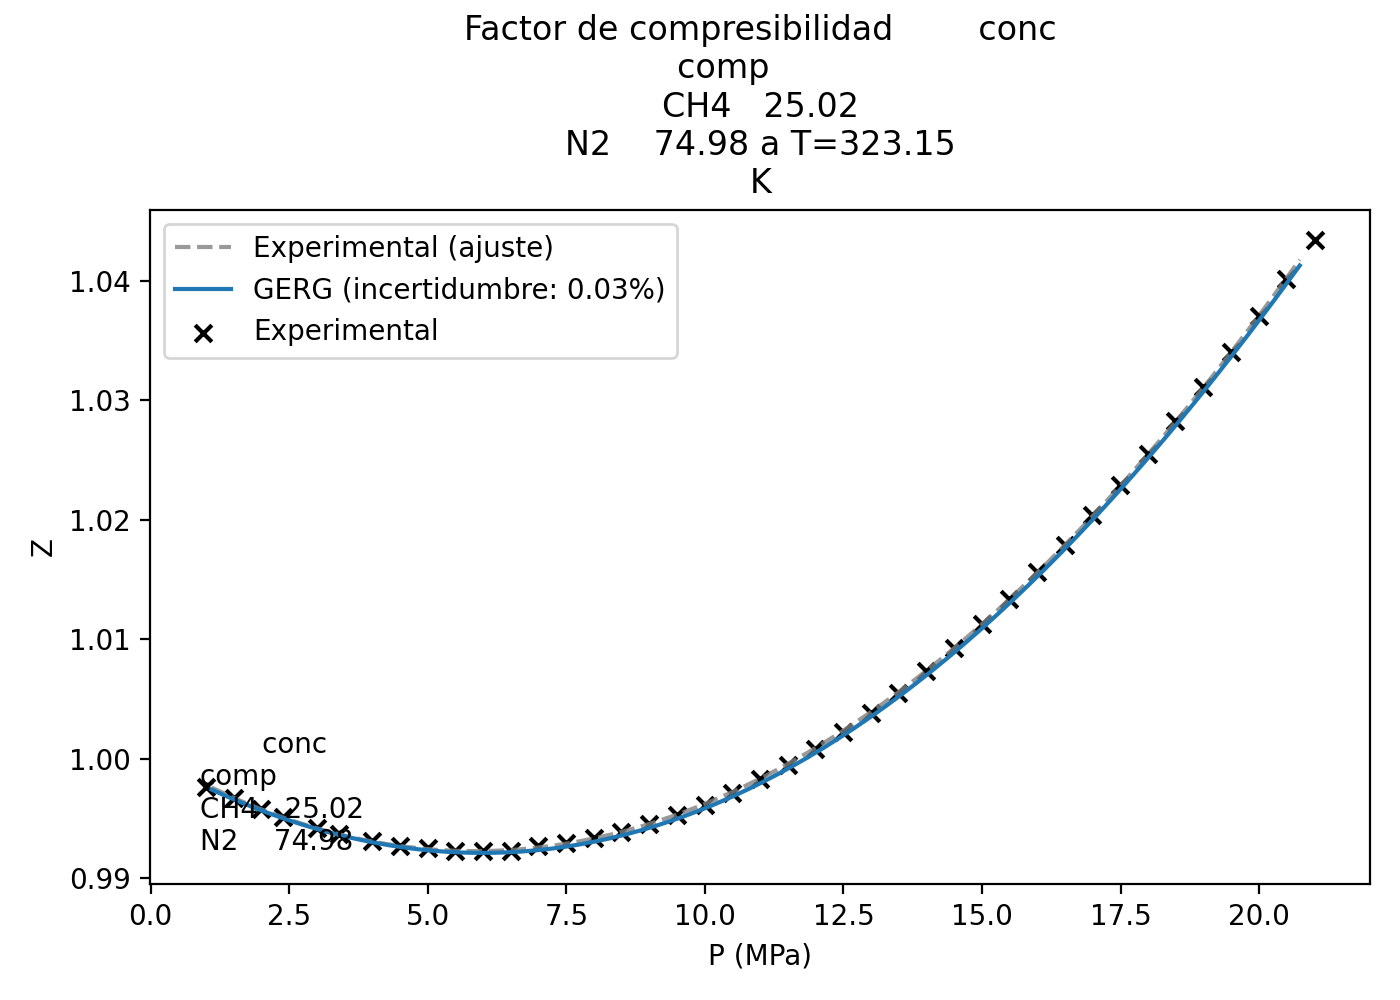 Factor de compresibilidad conc
comp
CH4 25.02
N2 74.98 a T=323.15
K
Experimental (ajuste)
GERG (incertidumbre: 0.03%)
Experimental
1.04
1.03
1.02
1.01
1.00
0.99
Z
conc
comp
CH4 25.02
N2 74.98
0.0 2.5 5.0 7.5 10.0 12.5 15.0 17.5 20.0
P (MPa)